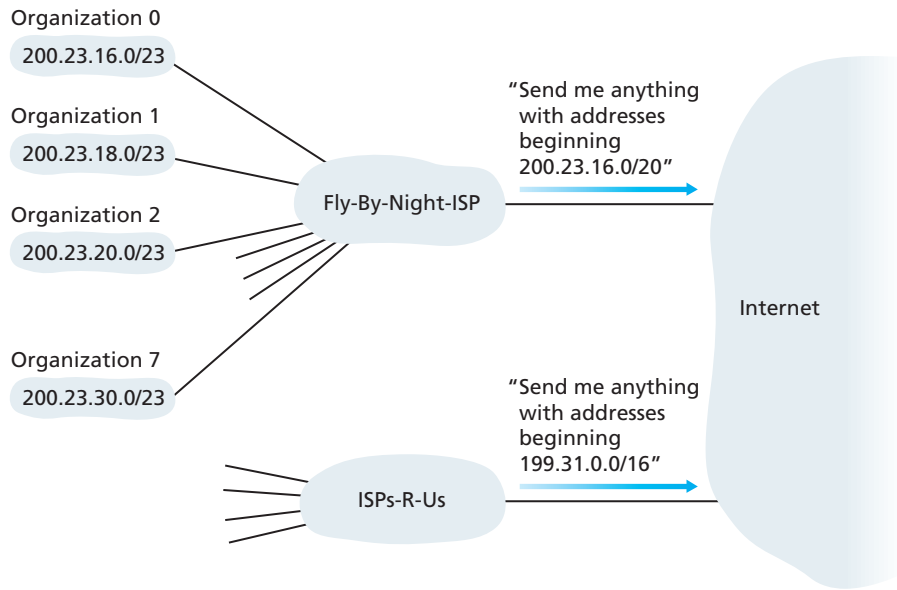 Organization 0
200.23.16.0/23
Organization 1
200.23.18.0/23
Organization 2
200.23.20.0/23
Organization 7
200.23.30.0/23
Fly-By-Night-ISP
“Send me anything
with addresses
beginning
200.23.16.0/20”
ISPs-R-Us
“Send me anything
with addresses
beginning
199.31.0.0/16”
Internet